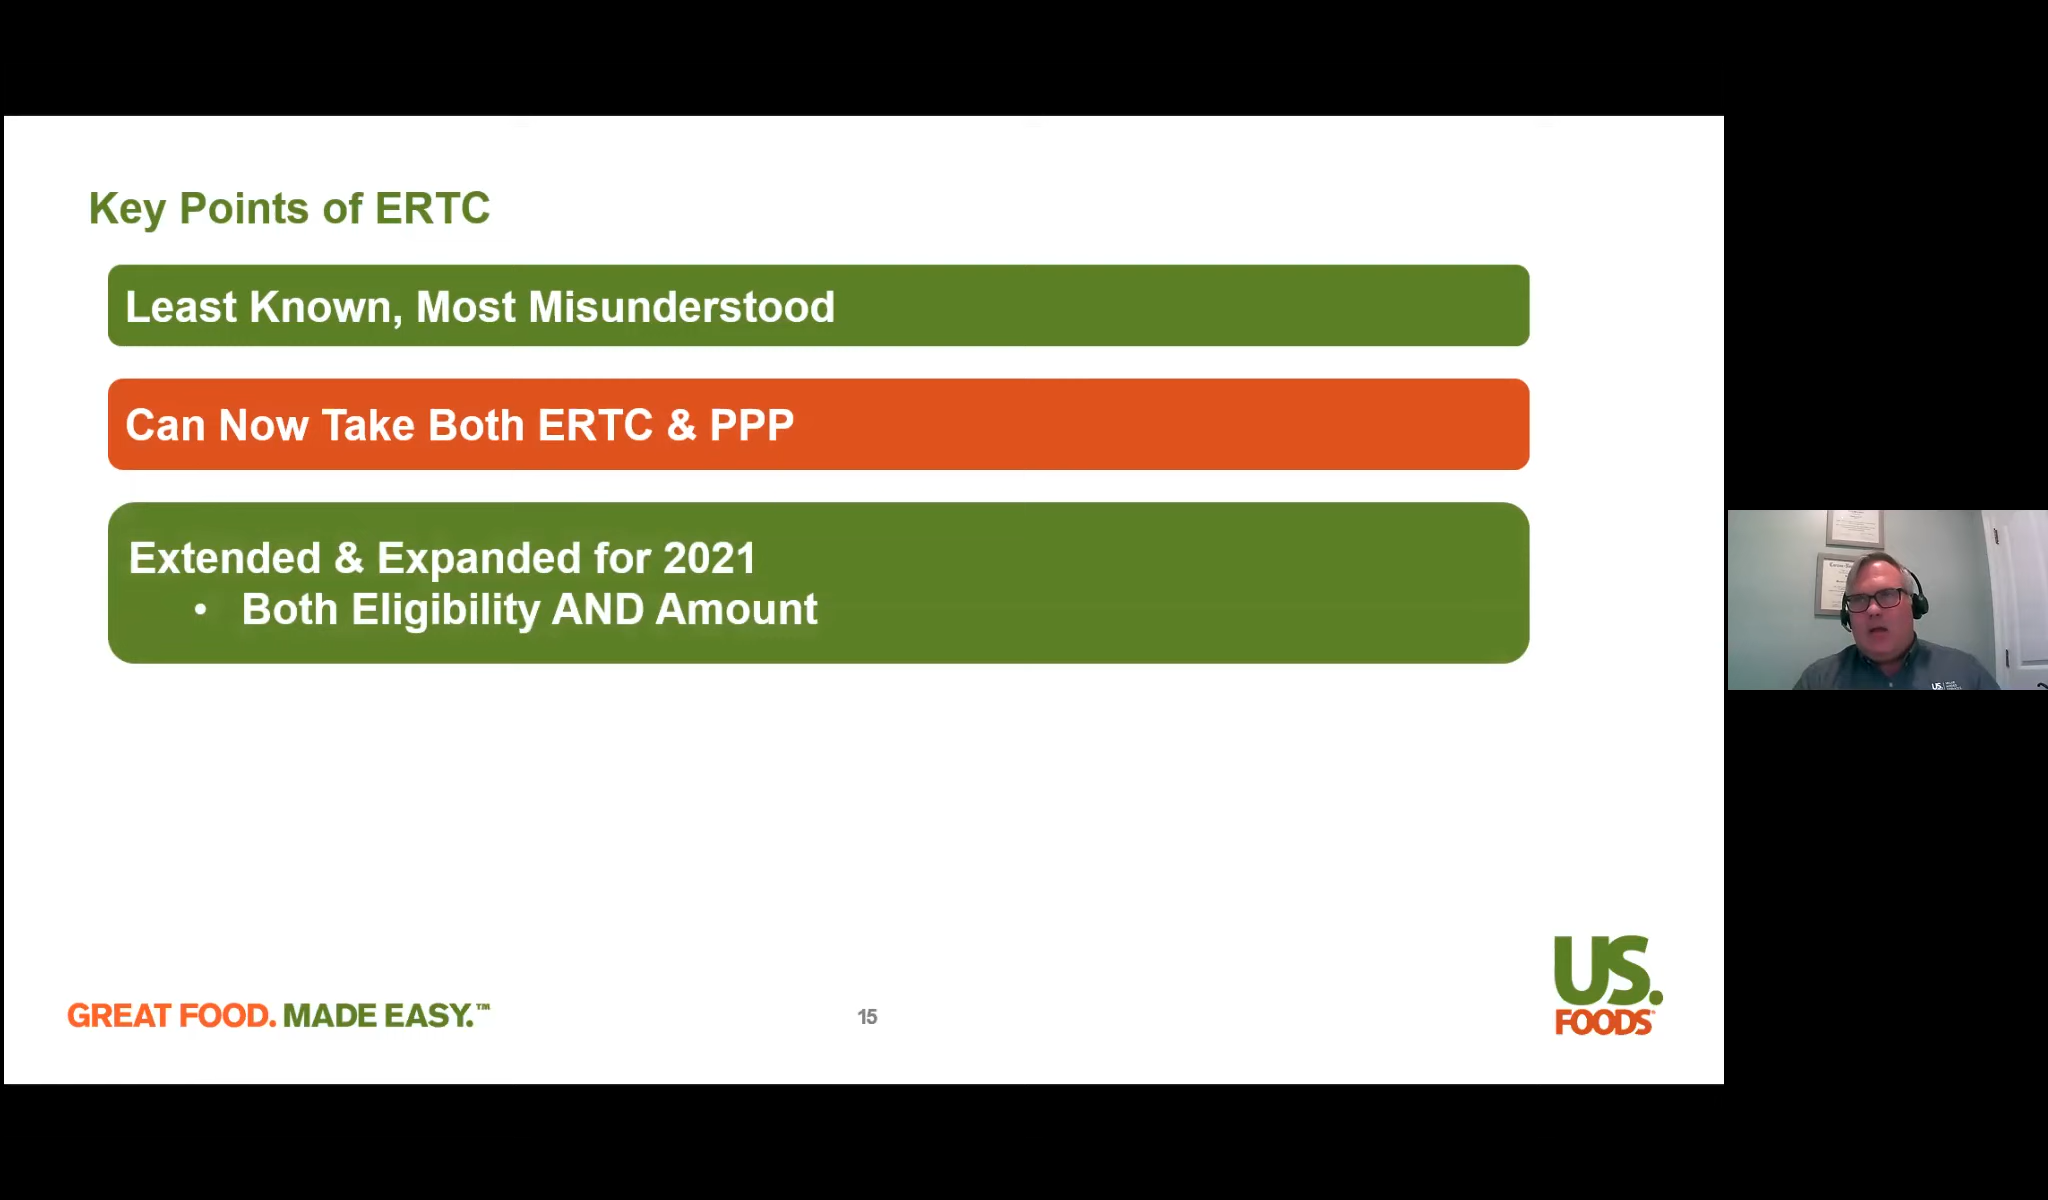 Key Points of ERTC
Least Known, Most Misunderstood
Can Now Take Both ERTC & PPP
Extended & Expanded for 2021
• Both Eligibility AND Amount
GREAT FOOD. MADE EASY.™
15
US.
FOODS®
US.